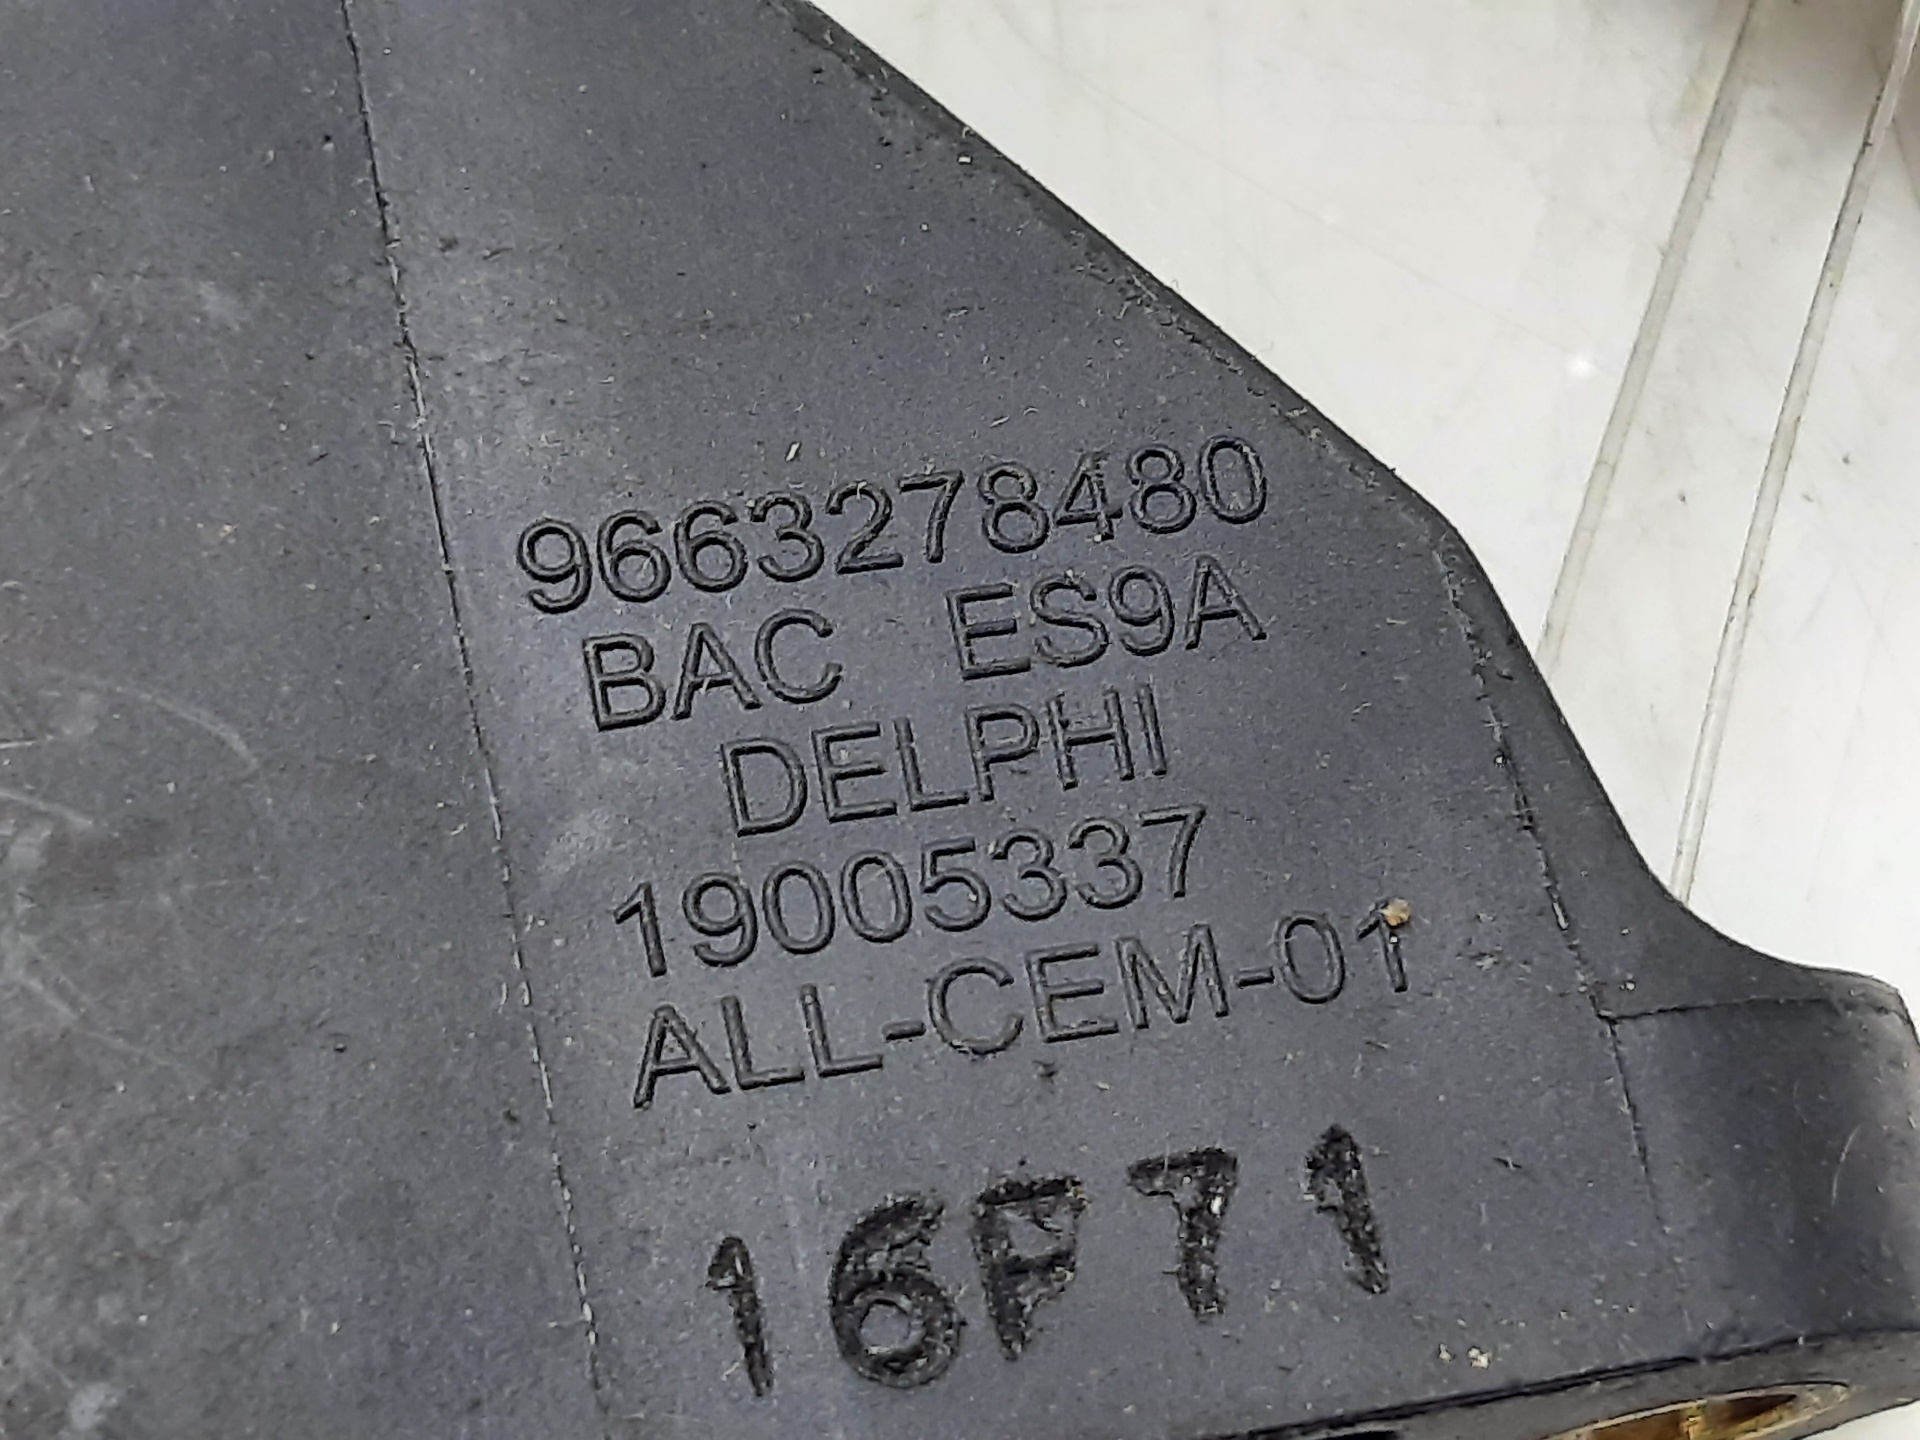 9663278480
BAC ES9A
DELPHI
19005337
ALL-CEM-01
16P71